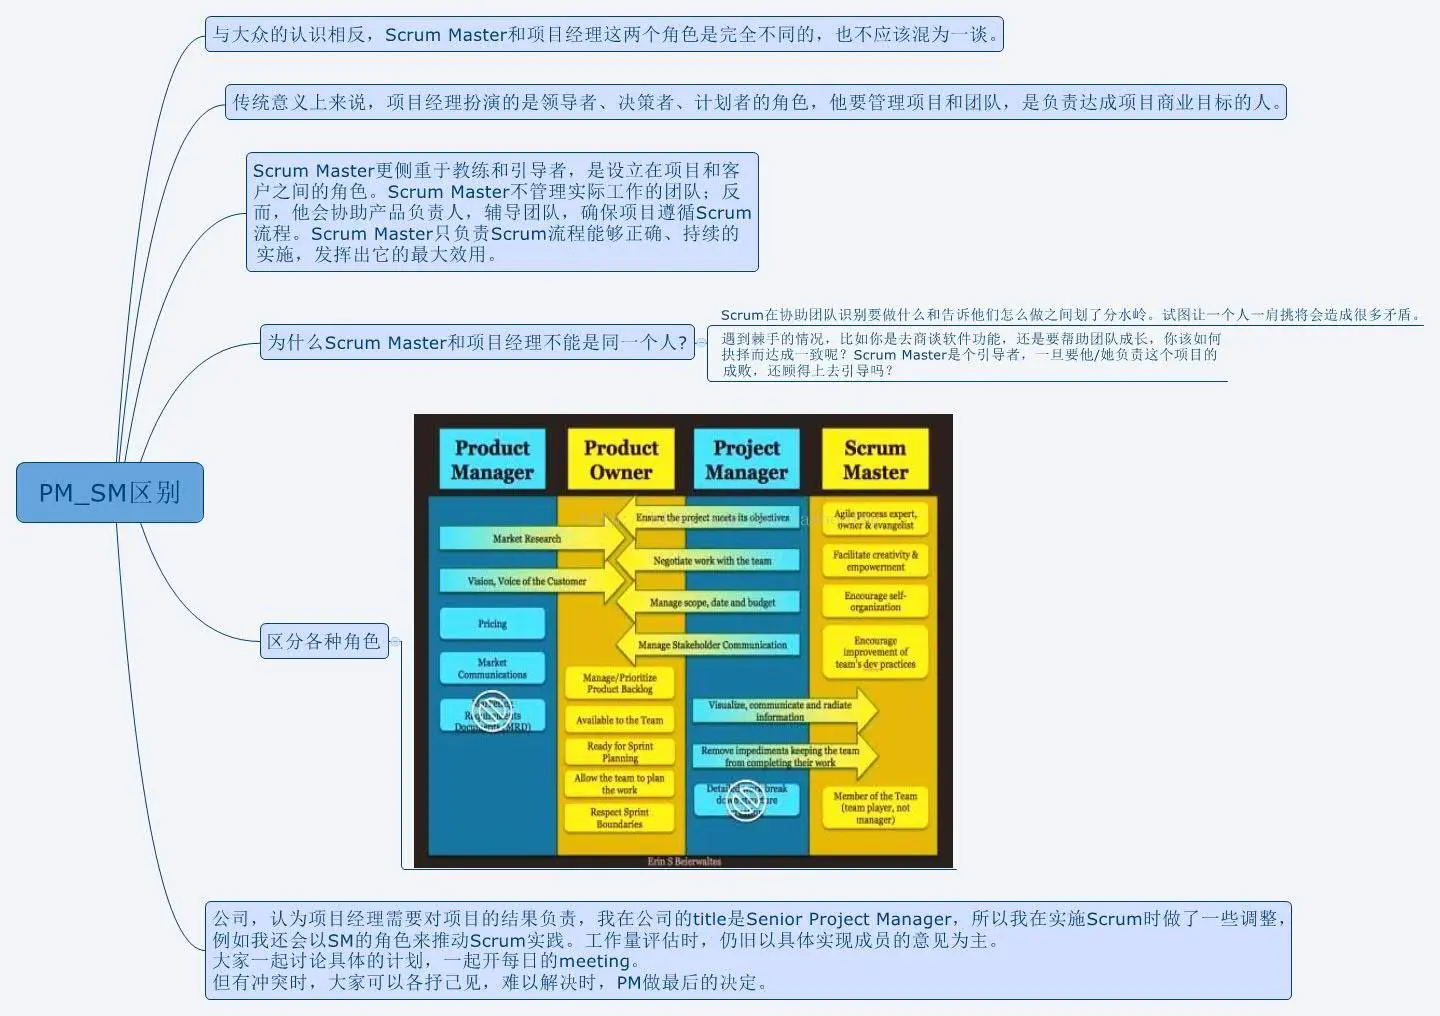 与大众的认识相反，Scrum Master和项目经理这两个角色是完全不同的，也不应该混为一谈。
传统意义上来说，项目经理扮演的是领导者、决策者、计划者的角色，他要管理项目和团队，是负责达成项目商业目标的人。
Scrum Master更侧重于教练和引导者，是设立在项目和客
户之间的角色。Scrum Master不管理实际工作的团队；反
而，他会协助产品负责人，辅导团队，确保项目遵循Scrum
流程。Scrum Master只负责Scrum流程能够正确、持续的
实施，发挥出它的最大效用。
为什么Scrum Master和项目经理不能是同一个人?
Scrum在协助团队识别要做什么和告诉他们怎么做之间划了分水岭。试图让一个人一肩挑将会造成很多矛盾。
遇到棘手的情况，比如你是去商谈软件功能，还是要帮助团队成长，你该如何
抉择而达成一致呢？Scrum Master是个引导者，一旦要他/她负责这个项目的
成败，还顾得上去引导吗？
PM_SM区别
区分各种角色
Product
Manager
Product
Owner
Project
Manager
Scrum
Master
Market Research
Vision, Voice of the Customer
Pricing
Market
Communications
Documents (MRD)
Ensure the project meets its objectives
Negotiate work with the team
Manage scope, date and budget
Manage Stakeholder Communication
Manage/Prioritize
Product Backlog
Available to the Team
Ready for Sprint
Planning
Allow the team to plan
the work
Respect Sprint
Boundaries
Visualize, communicate and radiate
information
Remove impediments keeping the team
from completing their work
Detailed work break
down structure
Agile process expert,
owner & evangelist
Facilitate creativity &
empowerment
Encourage self-
organization
Encourage
improvement of
team's dev practices
Member of the Team
(team player, not
manager)
Erin S Beierwaltes
公司，认为项目经理需要对项目的结果负责，我在公司的title是Senior Project Manager，所以我在实施Scrum时做了一些调整，
例如我还会以SM的角色来推动Scrum实践。工作量评估时，仍旧以具体实现成员的意见为主。
大家一起讨论具体的计划，一起开每日的meeting。
但有冲突时，大家可以各抒己见，难以解决时，PM做最后的决定。